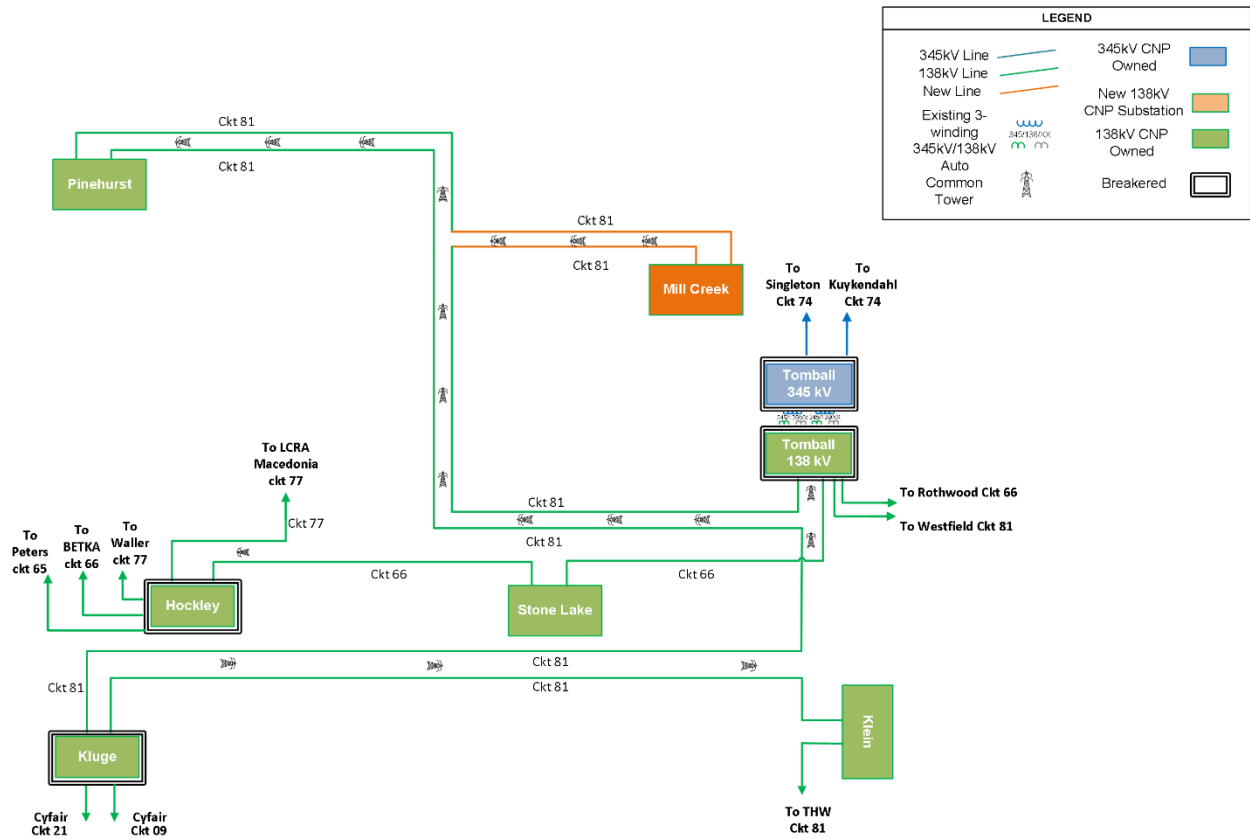 LEGEND
345kV Line
138kV Line
New Line
Existing 3-
winding
345kV/138kV
Auto
345/138/XX
Common
Tower
345kV CNP
Owned
New 138kV
CNP Substation
138kV CNP
Owned
Breakered
Ckt 81
Ckt 81
Pinehurst
Ckt 81
Ckt 81
Mill Creek
To
Singleton
Ckt 74
To
Kuykendahl
Ckt 74
Tomball
345 kV
Tomball
138 kV
To Rothwood Ckt 66
To Westfield Ckt 81
To LCRA
Macedonia
ckt 77
Ckt 77
Ckt 81
Ckt 81
To
Peters
ckt 65
To
BETKA
ckt 66
To
Waller
ckt 77
Ckt 66
Ckt 66
Hockley
Stone Lake
Ckt 81
Ckt 81
Ckt 81
Klein
Kluge
To THW
Ckt 81
Cyfair
Ckt 21
Cyfair
Ckt 09